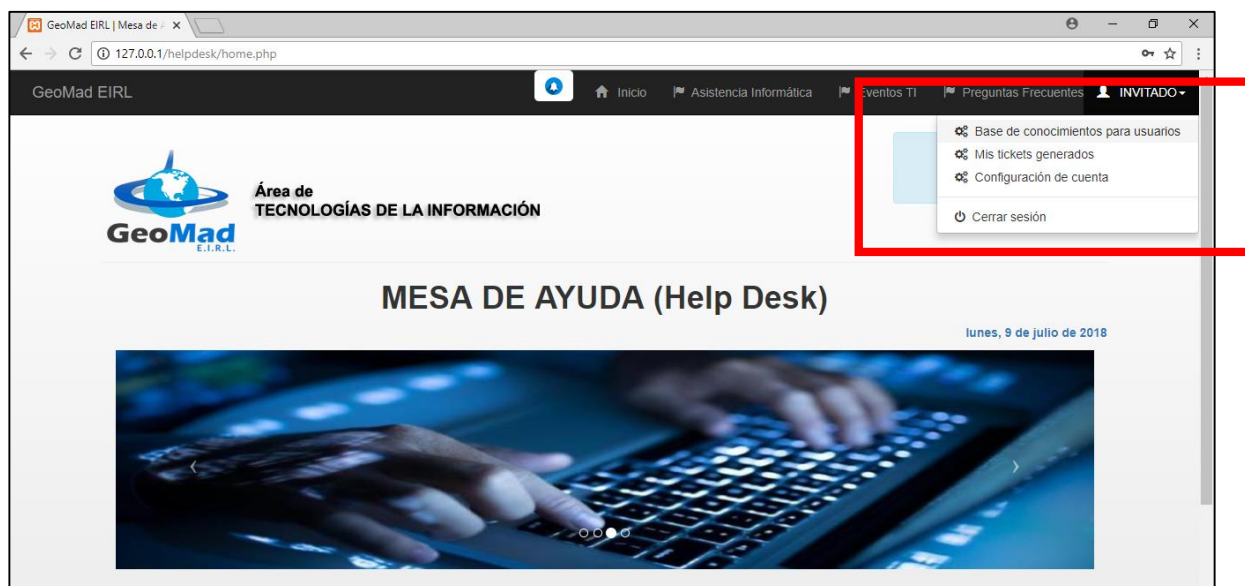 GeoMad EIRL | Mesa de
127.0.0.1/helpdesk/home.php
GeoMad EIRL Inicio Asistencia Informática Eventos TI Preguntas Frecuentes INVITADO
Base de conocimientos para usuarios
Mis tickets generados
Configuración de cuenta
Cerrar sesión
GeoMad
E.I.R.L.
Área de
TECNOLOGÍAS DE LA INFORMACIÓN
MESA DE AYUDA (Help Desk)
lunes, 9 de julio de 2018